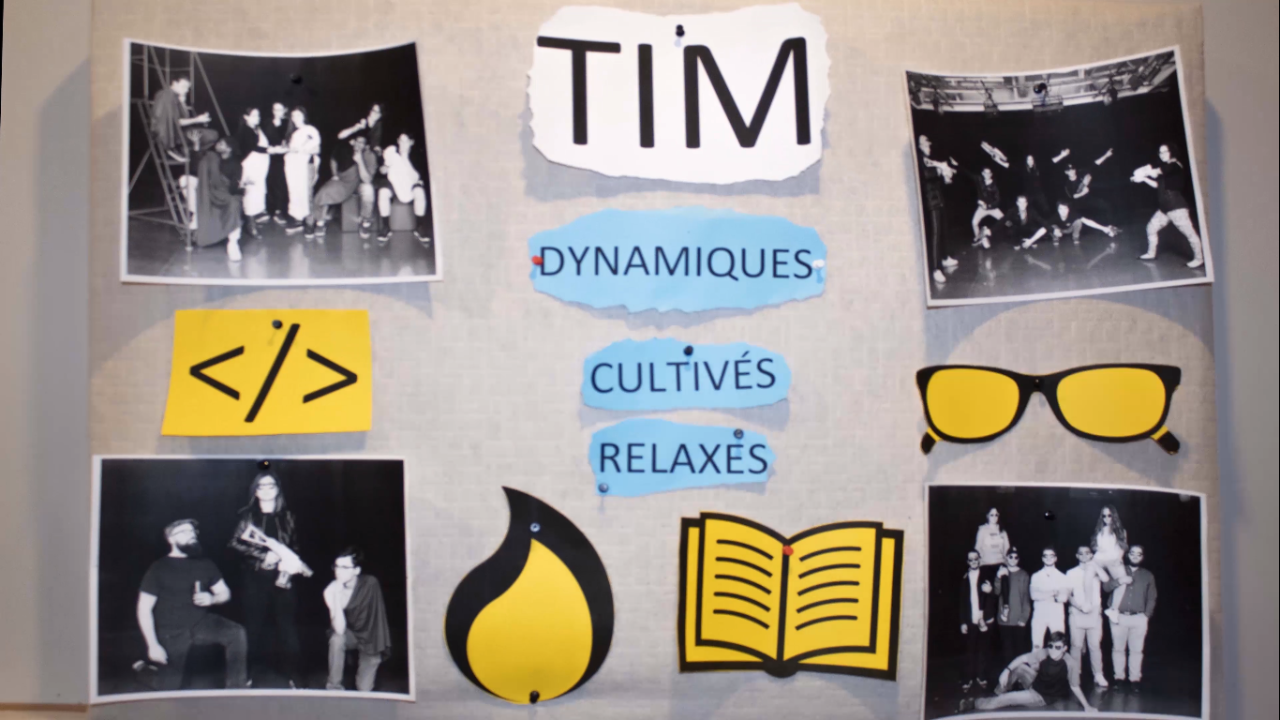 TIM
DYNAMIQUES
CULTIVÉS
</>
RELAXÉS